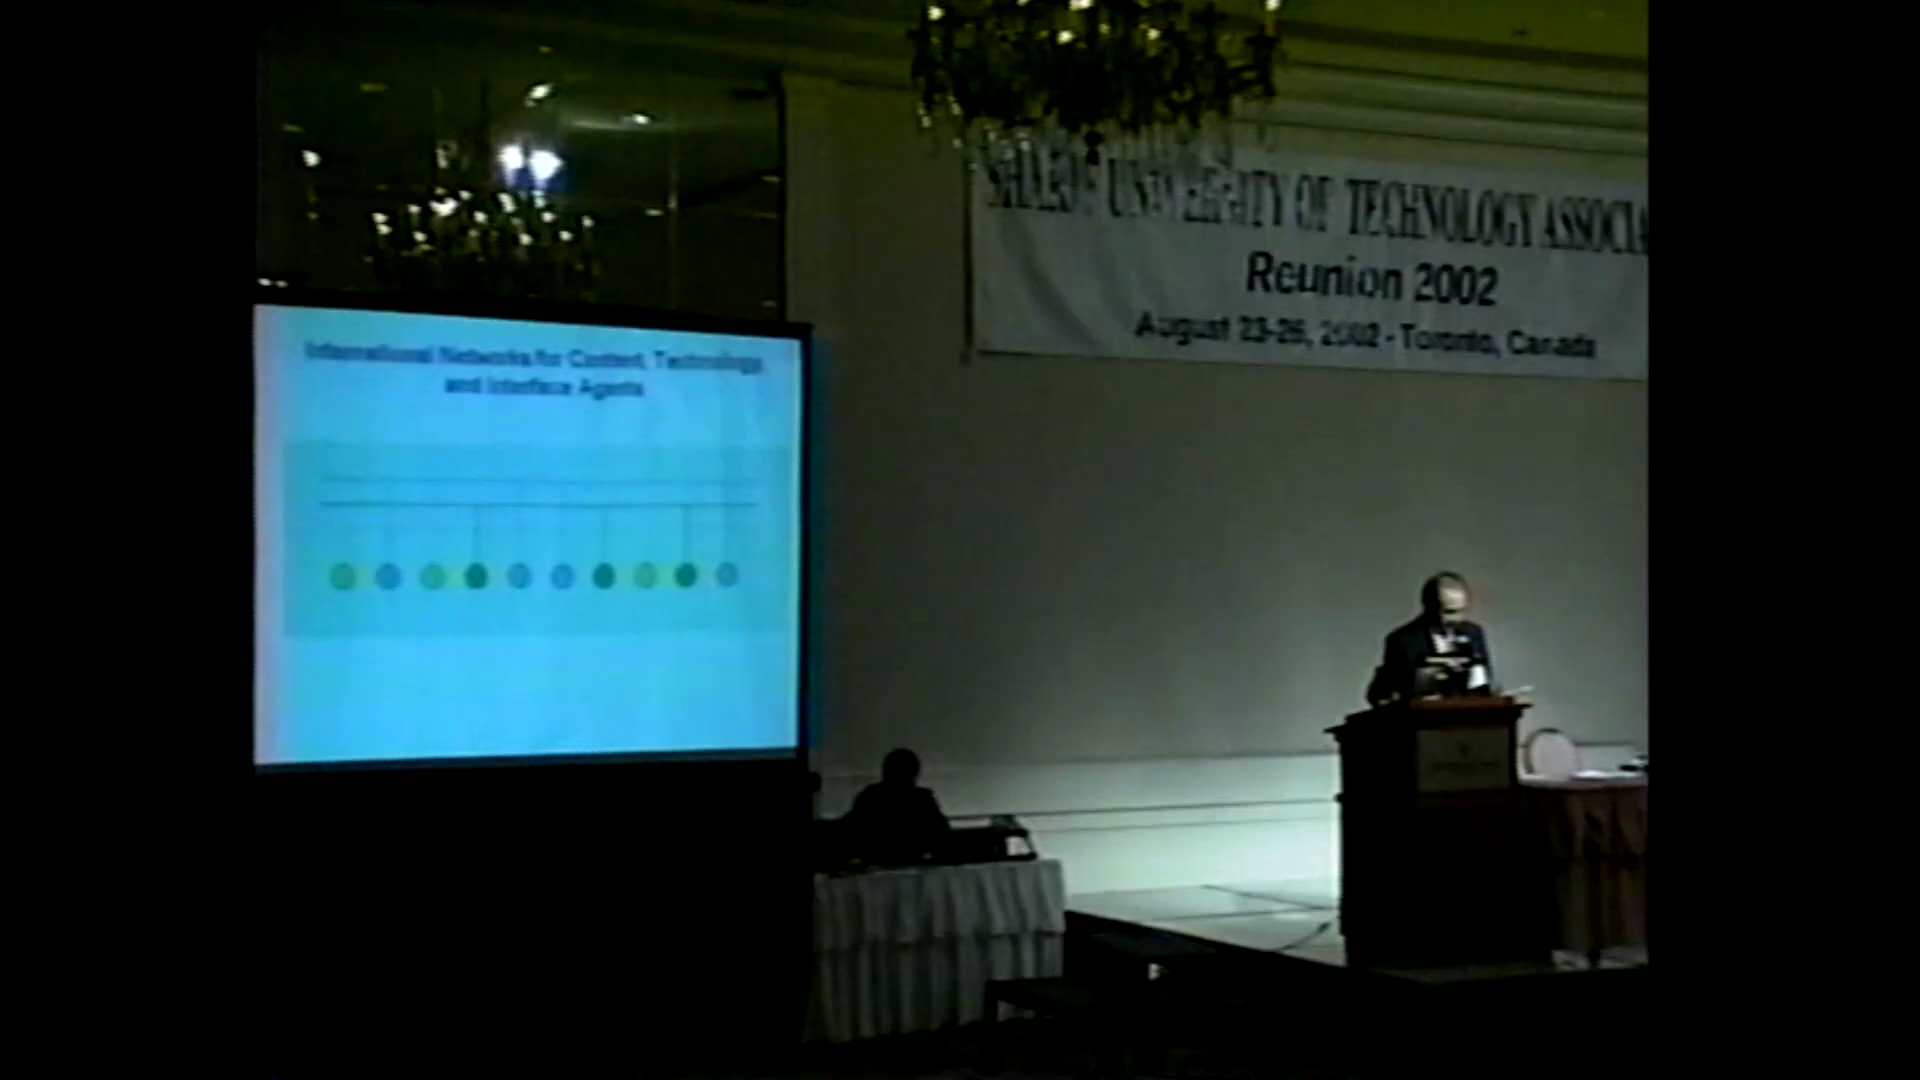 International Networks for Content, Technology,
and Interface Agents
UNIVERSITY OF TECHNOLOGY ASSOCIA
Reunion 2002
August 23-26, 2002 - Toronto, Canada